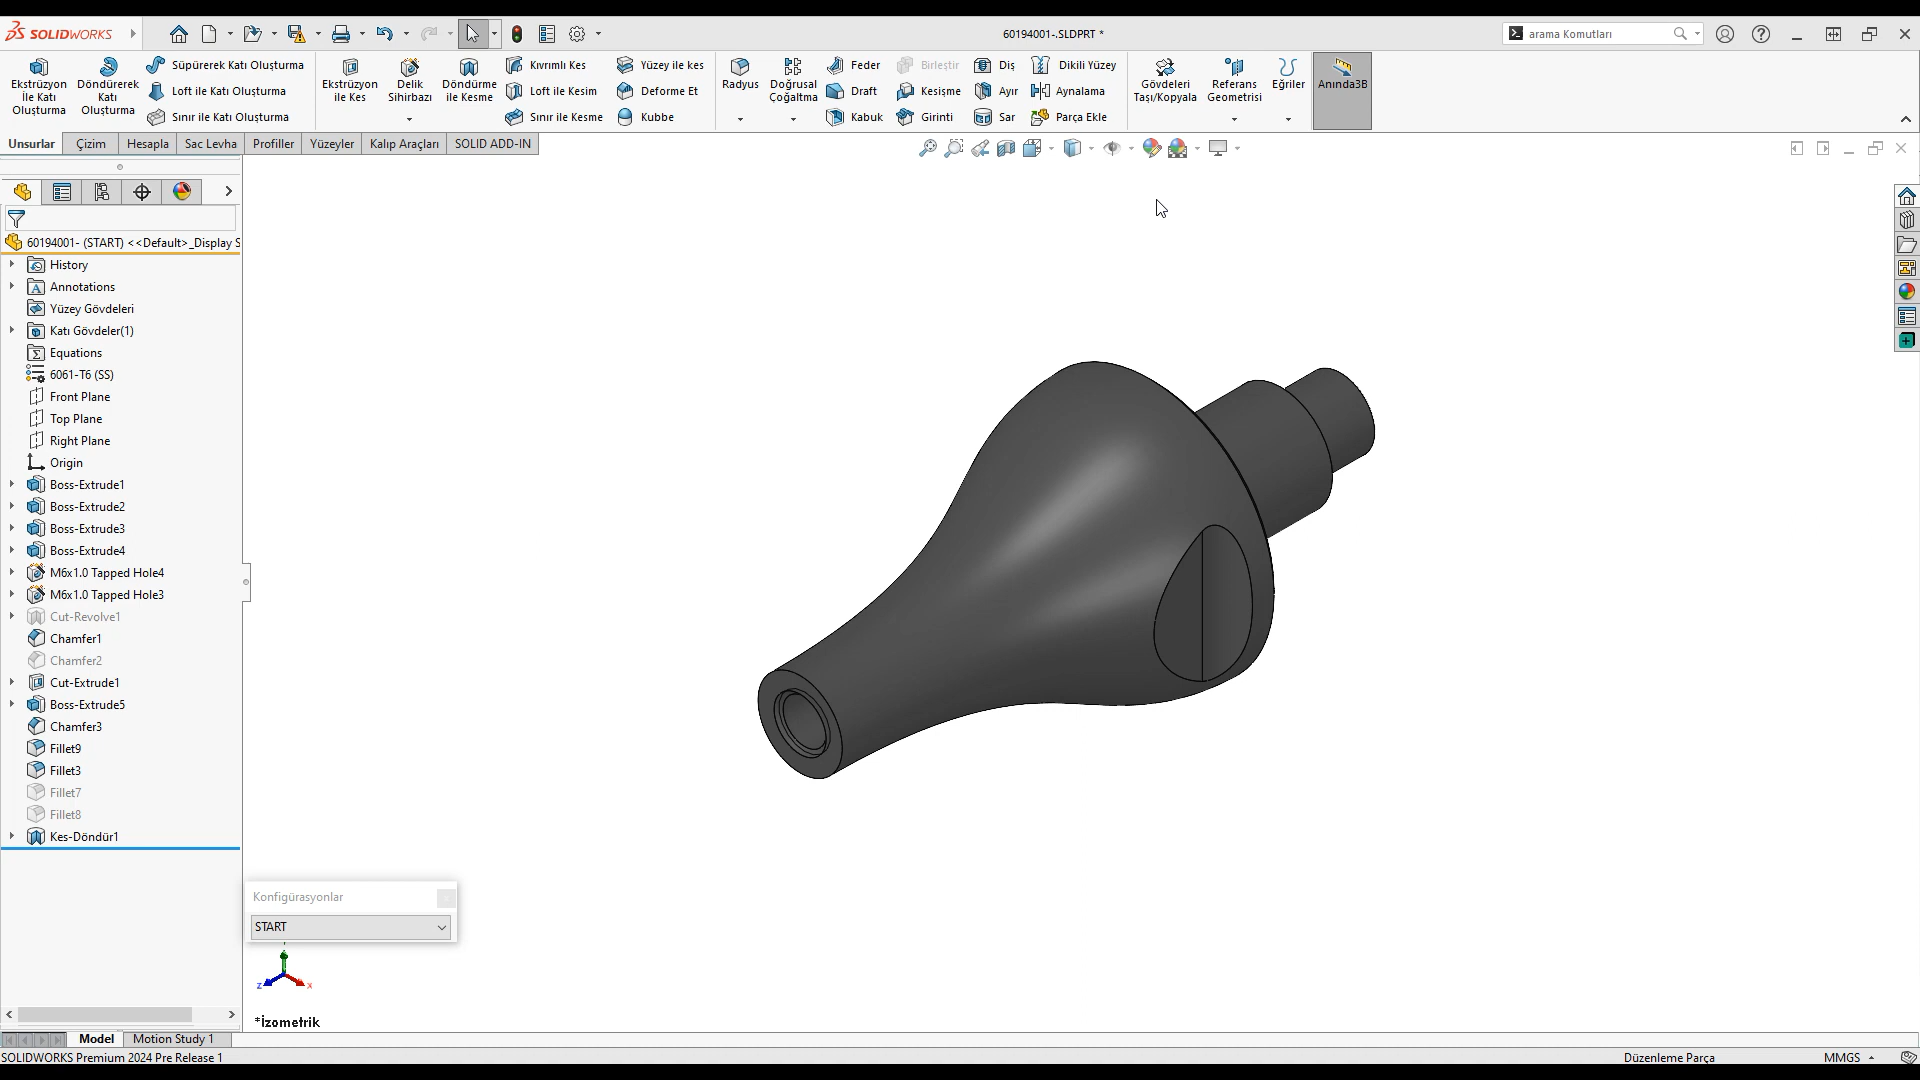 SOLIDWORKS
60194001-.SLDPRT *
arama Komutları
Ekstrüzyon
İle Katı
Oluşturma
Döndürerek
Katı
Oluşturma
Süpürerek Katı Oluşturma
Loft ile Katı Oluşturma
Sınır ile Katı Oluşturma
Ekstrüzyon
ile Kes
Delik
Sihirbazı
Döndürme
ile Kesme
Kıvrımlı Kes
Loft ile Kesim
Sınır ile Kesme
Yüzey ile kes
Deforme Et
Kubbe
Radyus
Doğrusal
Çoğaltma
Feder
Draft
Kabuk
Birleştir
Kesişme
Girinti
Diş
Ayır
Sar
Dikili Yüzey
Aynalama
Parça Ekle
Gövdeleri
Taşı/Kopyala
Referans
Geometrisi
Eğriler
Anında3B
Unsurlar
Çizim
Hesapla
Sac Levha
Profiller
Yüzeyler
Kalıp Araçları
SOLID ADD-IN
60194001- (START) <<Default>_Display S
History
Annotations
Yüzey Gövdeleri
Katı Gövdeler(1)
Equations
6061-T6 (SS)
Front Plane
Top Plane
Right Plane
Origin
Boss-Extrude1
Boss-Extrude2
Boss-Extrude3
Boss-Extrude4
M6x1.0 Tapped Hole4
M6x1.0 Tapped Hole3
Cut-Revolve1
Chamfer1
Chamfer2
Cut-Extrude1
Boss-Extrude5
Chamfer3
Fillet9
Fillet3
Fillet7
Fillet8
Kes-Döndür1
Konfigürasyonlar
START
z
x
*İzometrik
Model
Motion Study 1
SOLIDWORKS Premium 2024 Pre Release 1
Düzenleme Parça
MMGS